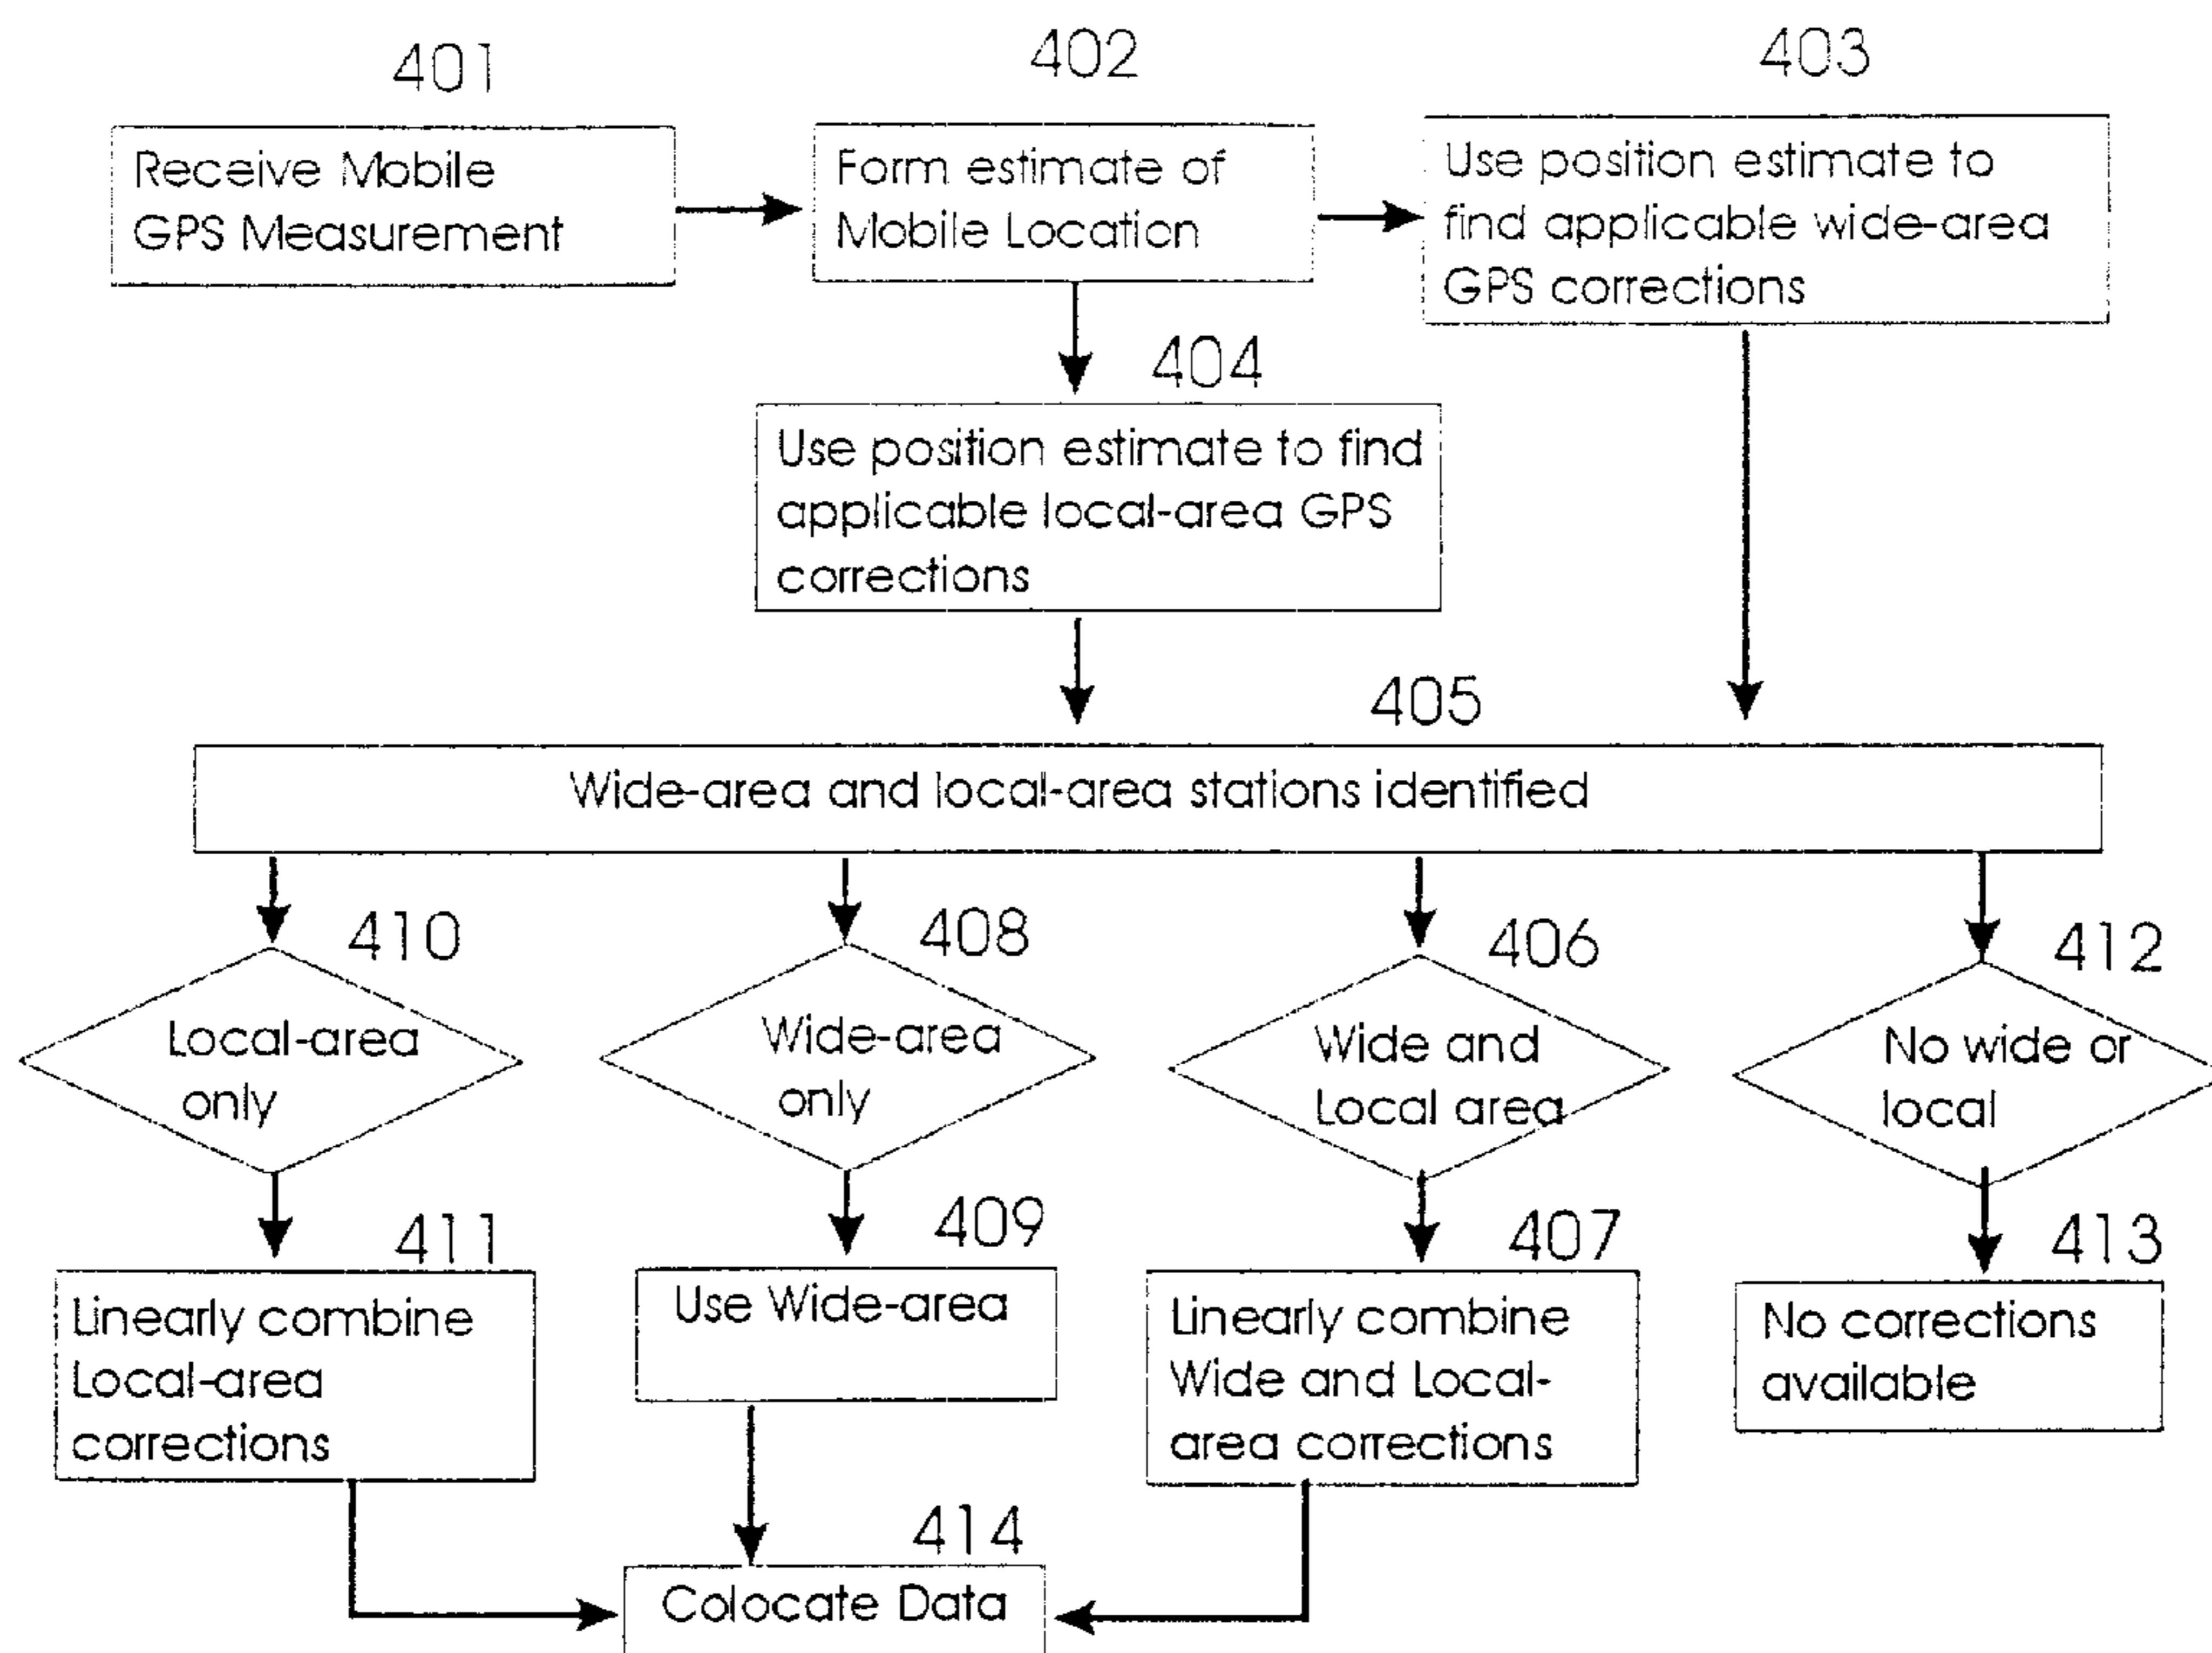 401
402
403
Receive Mobile
GPS Measurement
Form estimate of
Mobile Location
Use position estimate to
find applicable wide-area
GPS corrections
404
Use position estimate to find
applicable local-area GPS
corrections
405
Wide-area and local-area stations identified
410
408
406
412
Local-area
only
Wide-area
only
Wide and
Local area
No wide or
local
411
409
407
413
Linearly combine
Local-area
corrections
Use Wide-area
Linearly combine
Wide and Local-
area corrections
No corrections
available
414
Colocate Data